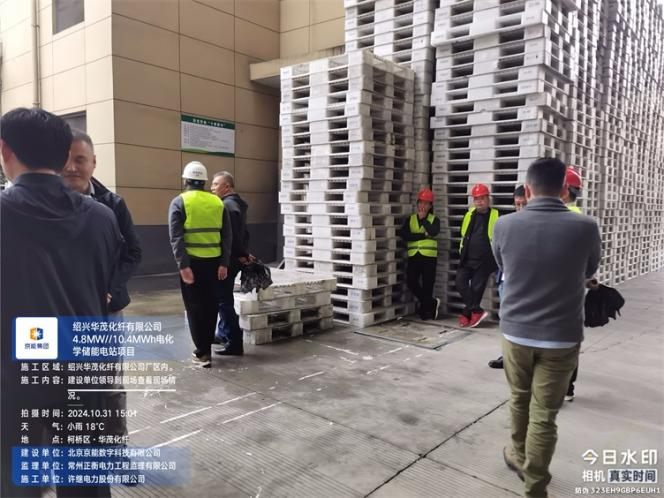 京能集团
绍兴华茂化纤有限公司
4.8MW//10.4MWh电化
学储能电站项目
施工区域：绍兴华茂化纤有限公司厂区内。
施工内容：建设单位领导到现场查看现场情
况。
拍摄时间：2024.10.31 15:01
天气：小雨 18℃
地点：柯桥区·华茂化纤
建设单位：北京京能数字科技有限公司
监理单位：常州正衡电力工程监理有限公司
施工单位：许继电力股份有限公司
今日水印
相机 真实时间
防伪 323EH9GBP6EUH1